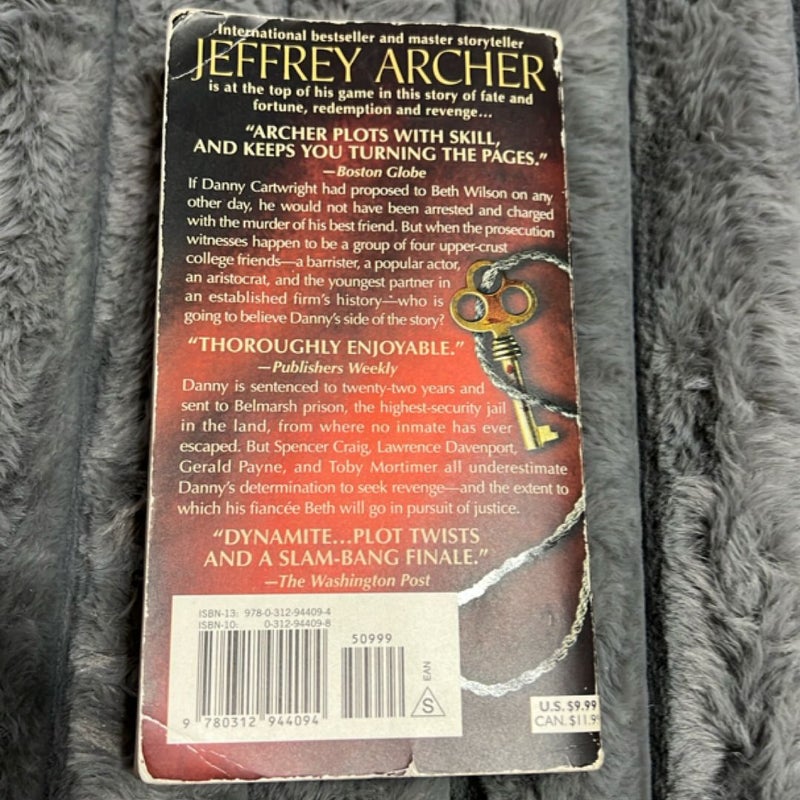 International bestseller and master storyteller
JEFFREY ARCHER
is at the top of his game in this story of fate and
fortune, redemption and revenge...
“ARCHER PLOTS WITH SKILL,
AND KEEPS YOU TURNING THE PAGES.”
—Boston Globe
If Danny Cartwright had proposed to Beth Wilson on any
other day, he would not have been arrested and charged
with the murder of his best friend. But when the prosecution
witnesses happen to be a group of four upper-crust
college friends—a barrister, a popular actor,
an aristocrat, and the youngest partner in
an established firm's history—who is
going to believe Danny's side of the story?
“THOROUGHLY ENJOYABLE.”
—Publishers Weekly
Danny is sentenced to twenty-two years and
sent to Belmarsh prison, the highest-security jail
in the land, from where no inmate has ever
escaped. But Spencer Craig, Lawrence Davenport,
Gerald Payne, and Toby Mortimer all underestimate
Danny's determination to seek revenge—and the extent to
which his fiancée Beth will go in pursuit of justice.
“DYNAMITE...PLOT TWISTS
AND A SLAM-BANG FINALE.”
—The Washington Post
ISBN-13: 978-0-312-94409-4
ISBN-10: 0-312-94409-8
50999
EAN
S
9 780312 944094
U.S. $9.99
CAN. $11.9